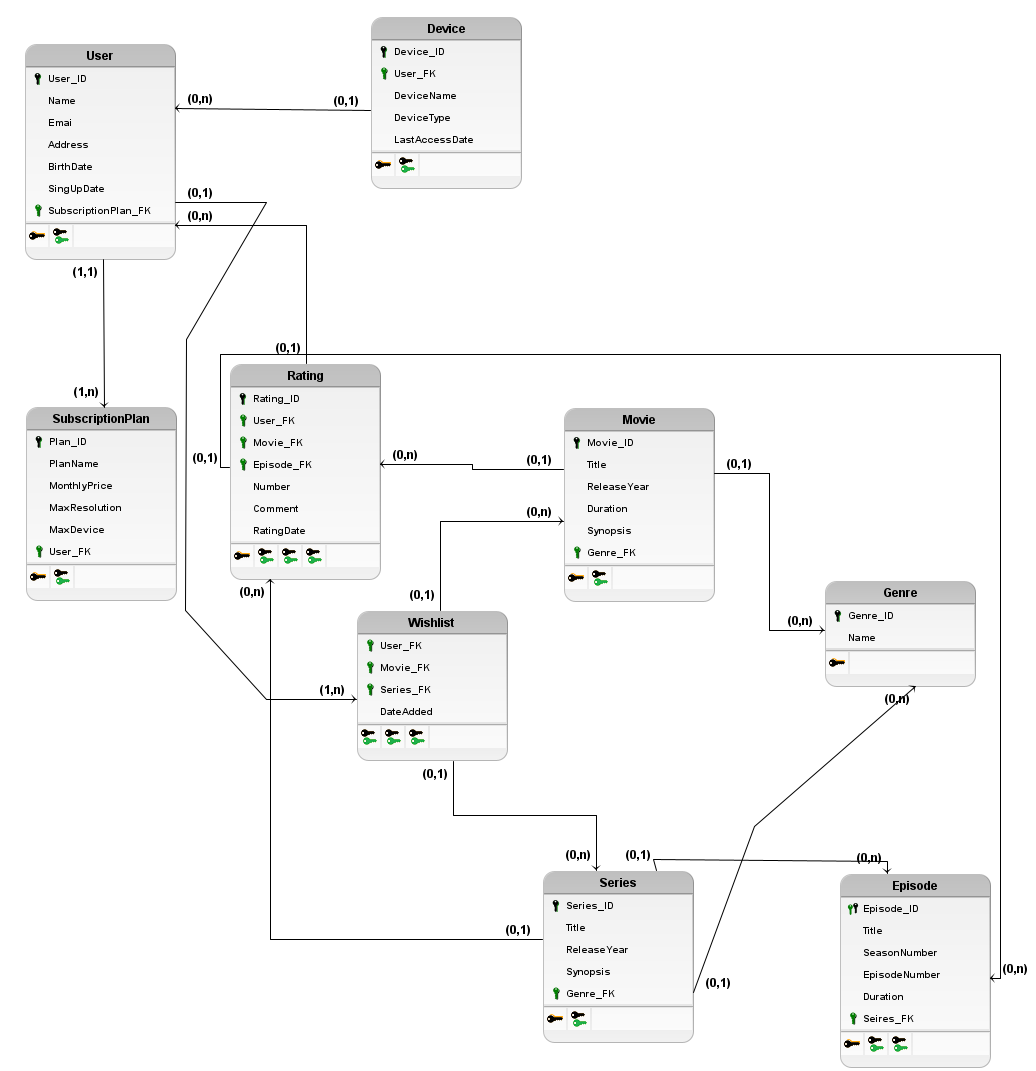 Device
Device_ID
User_FK
DeviceName
DeviceType
LastAccessDate
User
User_ID
Name
Emai
Address
BirthDate
SingUpDate
SubscriptionPlan_FK
(0,n)
(0,1)
(0,1)
(0,n)
(1,1)
(1,n)
(0,1)
SubscriptionPlan
Plan_ID
PlanName
MonthlyPrice
MaxResolution
MaxDevice
User_FK
Rating
Rating_ID
User_FK
Movie_FK
Episode_FK
Number
Comment
RatingDate
(0,1)
(0,n)
(0,1)
(0,n)
Movie
Movie_ID
Title
ReleaseYear
Duration
Synopsis
Genre_FK
(0,1)
(0,n)
Genre
Genre_ID
Name
(0,n)
(0,n)
(0,1)
(1,n)
Wishlist
User_FK
Movie_FK
Series_FK
DateAdded
(0,1)
(0,n)
(0,1)
(0,n)
Series
Series_ID
Title
ReleaseYear
Synopsis
Genre_FK
(0,1)
(0,1)
Episode
Episode_ID
Title
SeasonNumber
EpisodeNumber
Duration
Seires_FK
(0,n)